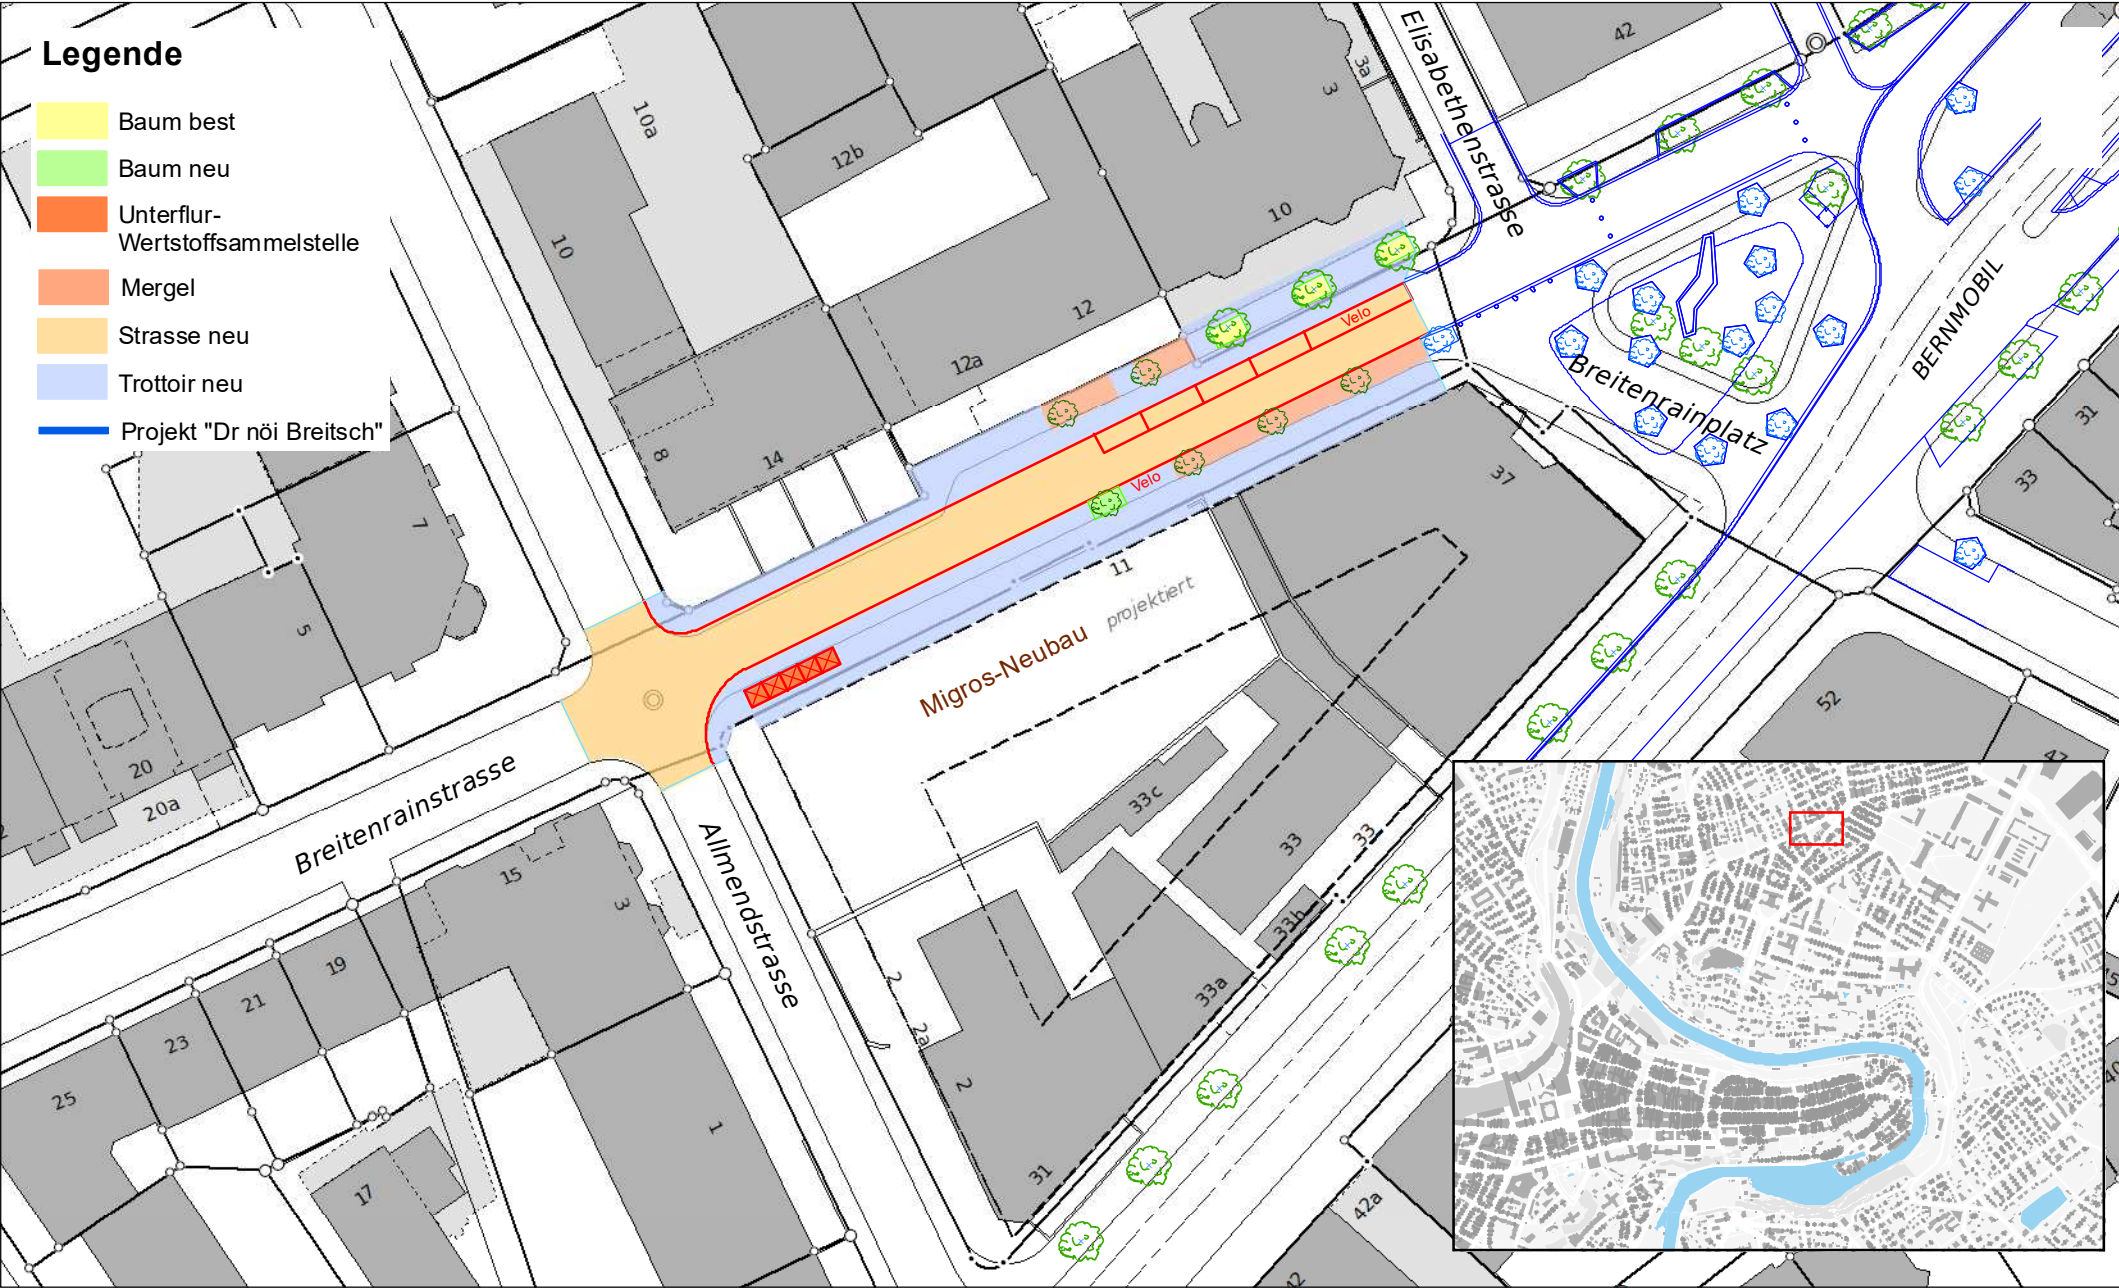 Legende
Baum best
Baum neu
Unterflur-
Wertstoffsammelstelle
Mergel
Strasse neu
Trottoir neu
Projekt "Dr nöi Breitsch"
Elisabethenstrasse
42
3a
3
10a
12b
10
10
12
12a
8
14
7
5
20
20a
Velo
Velo
Breitenrainplatz
BERNMOBIL
31
33
37
11
projektiert
Migros-Neubau
52
47
Breitenrainstrasse
Allmendstrasse
15
3
19
21
23
25
17
1
2
2a
2
33c
33
33
33b
33a
31
42a